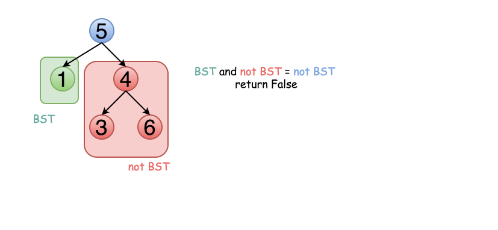 5
1
4
3
6
BST
not BST
BST and not BST = not BST
return False